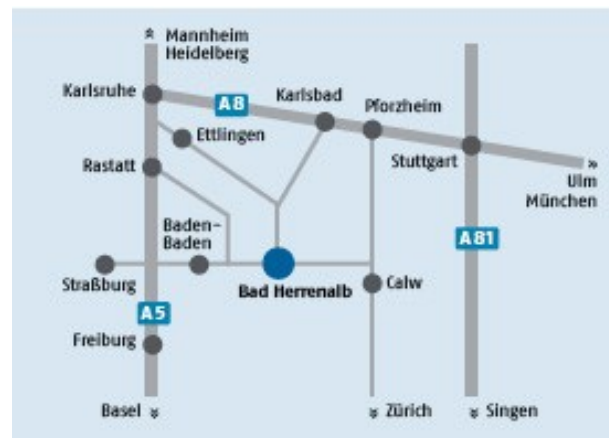 Mannheim
Heidelberg
Karlsruhe
A8
Karlsbad
Pforzheim
Ettlingen
Stuttgart
Rastatt
Ulm
München
Baden-
Baden
A81
Straßburg
Bad Herrenalb
Calw
A5
Freiburg
Basel
Zürich
Singen